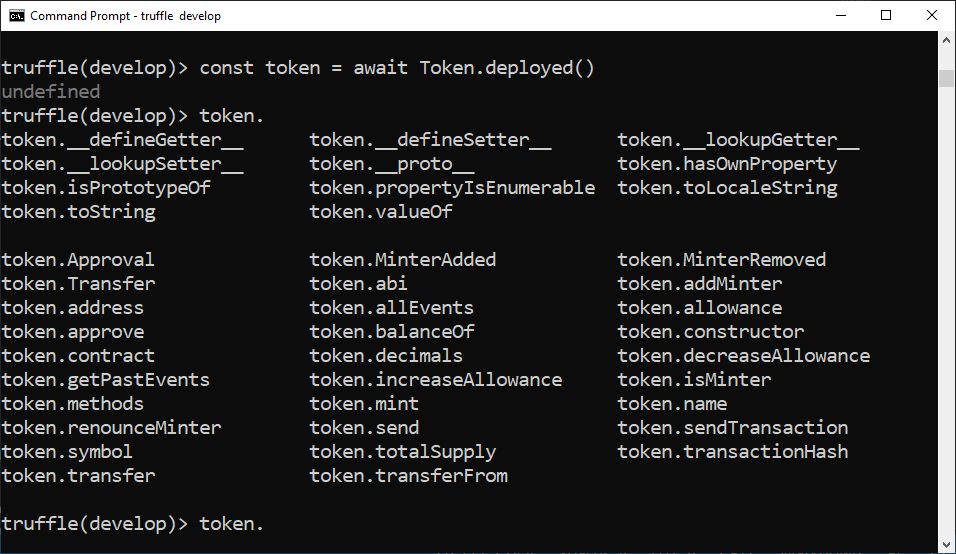 Command Prompt - truffle  develop
truffle(develop)> const token = await Token.deployed()
undefined
truffle(develop)> token.
token.__defineGetter__      token.__defineSetter__      token.__lookupGetter__
token.__lookupSetter__      token.__proto__             token.hasOwnProperty
token.isPrototypeOf         token.propertyIsEnumerable  token.toLocaleString
token.toString              token.valueOf
token.Approval              token.MinterAdded           token.MinterRemoved
token.Transfer              token.abi                   token.addMinter
token.address               token.allEvents             token.allowance
token.approve               token.balanceOf             token.constructor
token.contract              token.decimals              token.decreaseAllowance
token.getPastEvents         token.increaseAllowance     token.isMinter
token.methods               token.mint                  token.name
token.renounceMinter        token.send                  token.sendTransaction
token.symbol                token.totalSupply           token.transactionHash
token.transfer              token.transferFrom
truffle(develop)> token.